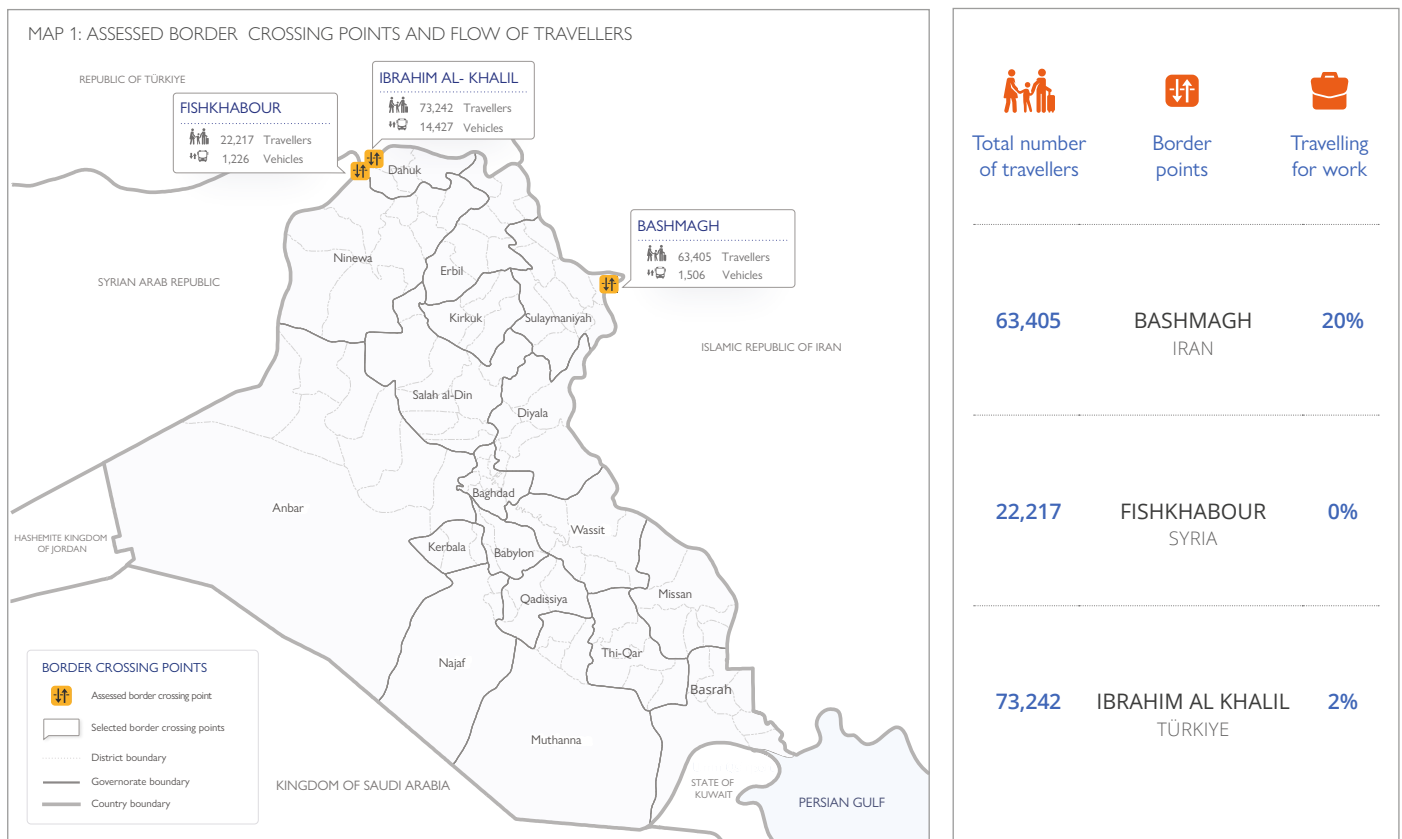 MAP 1: ASSESSED BORDER CROSSING POINTS AND FLOW OF TRAVELLERS
REPUBLIC OF TÜRKIYE
IBRAHIM AL- KHALIL
73,242 Travellers
14,427 Vehicles
FISHKHABOUR
22,217 Travellers
1,226 Vehicles
Dahuk
BASHMAGH
63,405 Travellers
1,506 Vehicles
Ninewa
Erbil
SYRIAN ARAB REPUBLIC
Kirkuk
Sulaymaniyah
ISLAMIC REPUBLIC OF IRAN
Salah al-Din
Diyala
Baghdad
Anbar
Wassit
HASHEMITE KINGDOM
OF JORDAN
Kerbala
Babylon
Qadissiya
Missan
Najaf
Thi-Qar
Basrah
Muthanna
KINGDOM OF SAUDI ARABIA
STATE OF
KUWAIT
PERSIAN GULF
BORDER CROSSING POINTS
Assessed border crossing point
Selected border crossing points
District boundary
Governorate boundary
Country boundary
Total number
of travellers
Border
points
Travelling
for work
63,405 BASHMAGH 20%
IRAN
22,217 FISHKHABOUR 0%
SYRIA
73,242 IBRAHIM AL KHALIL 2%
TÜRKIYE